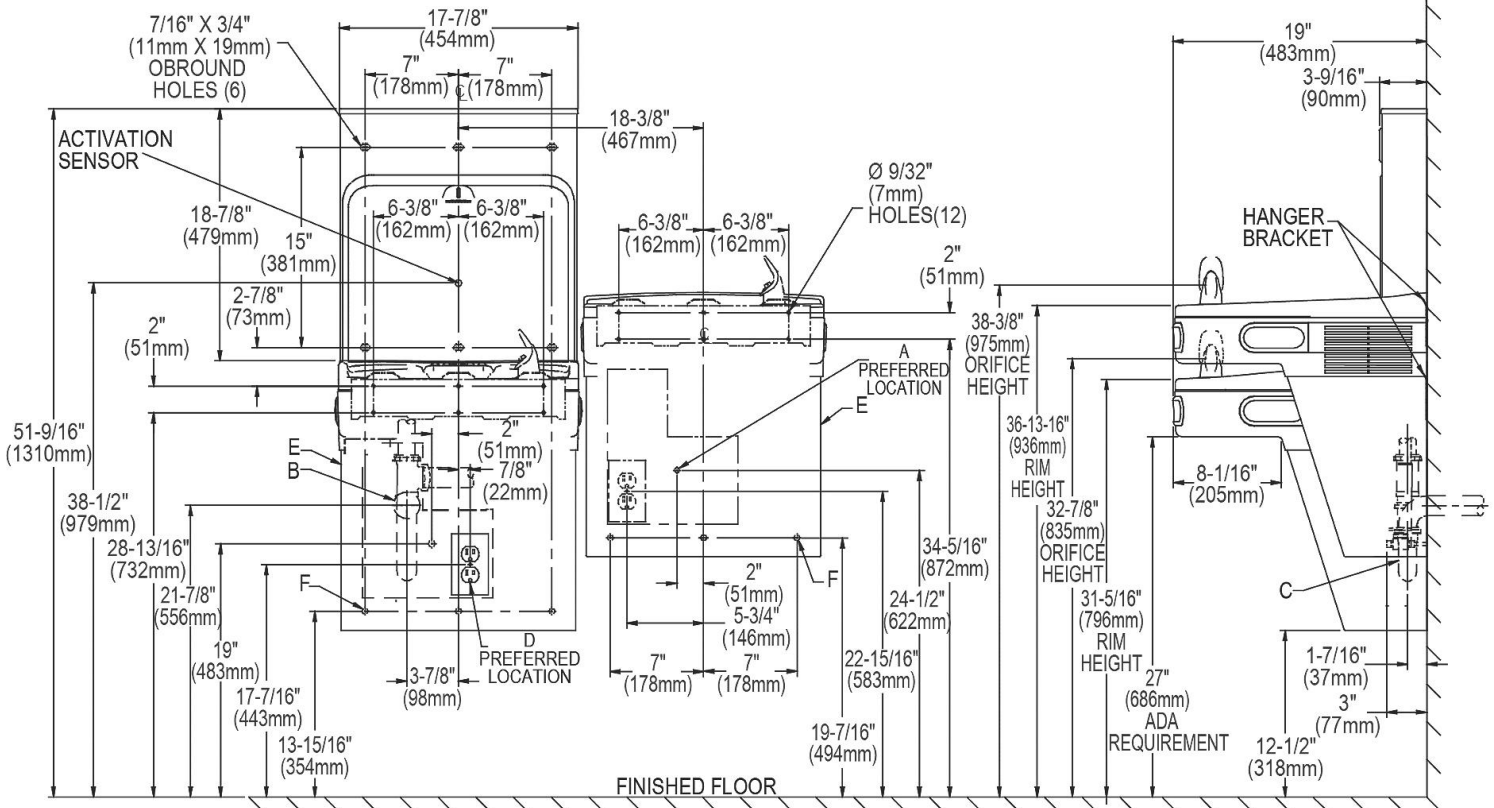 7/16" X 3/4"
(11mm X 19mm)
OBROUND
HOLES (6)
17-7/8"
(454mm)
7"
(178mm)
7"
(178mm)
℄
18-3/8"
(467mm)
ACTIVATION
SENSOR
18-7/8"
(479mm)
15"
(381mm)
2-7/8"
(73mm)
2"
(51mm)
6-3/8"
(162mm)
6-3/8"
(162mm)
6-3/8"
(162mm)
6-3/8"
(162mm)
Ø 9/32"
(7mm)
HOLES(12)
2"
(51mm)
℄
A
PREFERRED
LOCATION
E
51-9/16"
(1310mm)
38-1/2"
(979mm)
28-13/16"
(732mm)
21-7/8"
(556mm)
19"
(483mm)
17-7/16"
(443mm)
13-15/16"
(354mm)
E
B
F
2"
(51mm)
7/8"
(22mm)
D
PREFERRED
LOCATION
3-7/8"
(98mm)
F
2"
(51mm)
5-3/4"
(146mm)
7"
(178mm)
7"
(178mm)
34-5/16"
(872mm)
24-1/2"
(622mm)
22-15/16"
(583mm)
19-7/16"
(494mm)
FINISHED FLOOR
19"
(483mm)
3-9/16"
(90mm)
HANGER
BRACKET
38-3/8"
(975mm)
ORIFICE
HEIGHT
36-13-16"
(936mm)
RIM
HEIGHT
32-7/8"
(835mm)
ORIFICE
HEIGHT
31-5/16"
(796mm)
RIM
HEIGHT
27"
(686mm)
ADA
REQUIREMENT
8-1/16"
(205mm)
C
1-7/16"
(37mm)
3"
(77mm)
12-1/2"
(318mm)